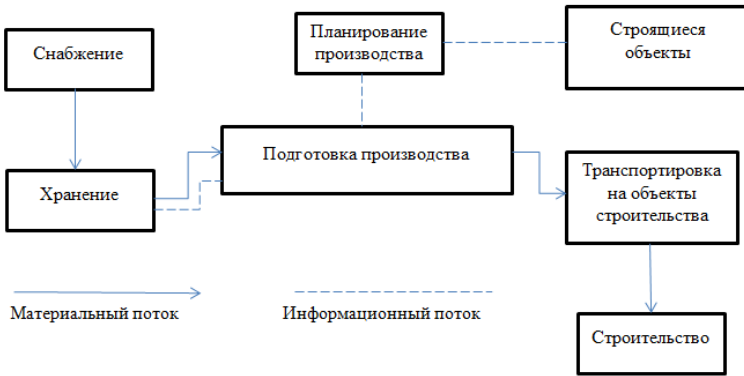 Снабжение
Планирование
производства
Строящиеся
объекты
Подготовка производства
Хранение
Транспортировка
на объекты
строительства
Материальный поток
Информационный поток
Строительство